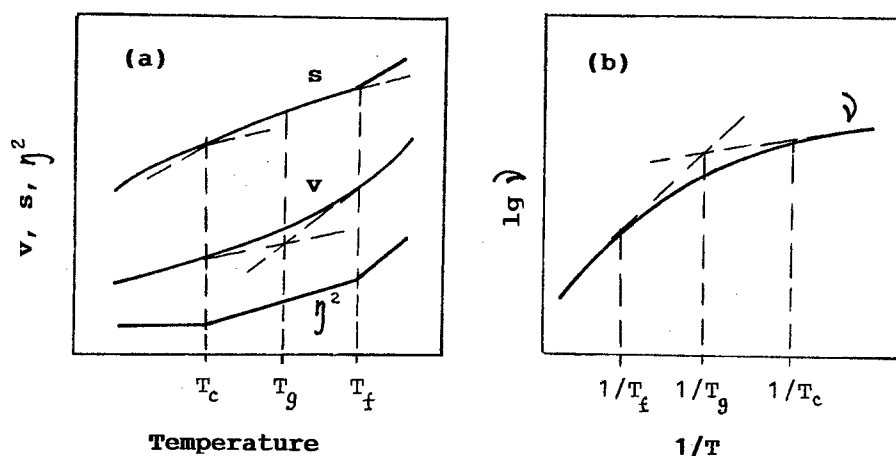 (a)
s
v
η²
v, s, η²
T_c T_g T_f
Temperature
(b)
ν
lg ν
1/T_f 1/T_g 1/T_c
1/T